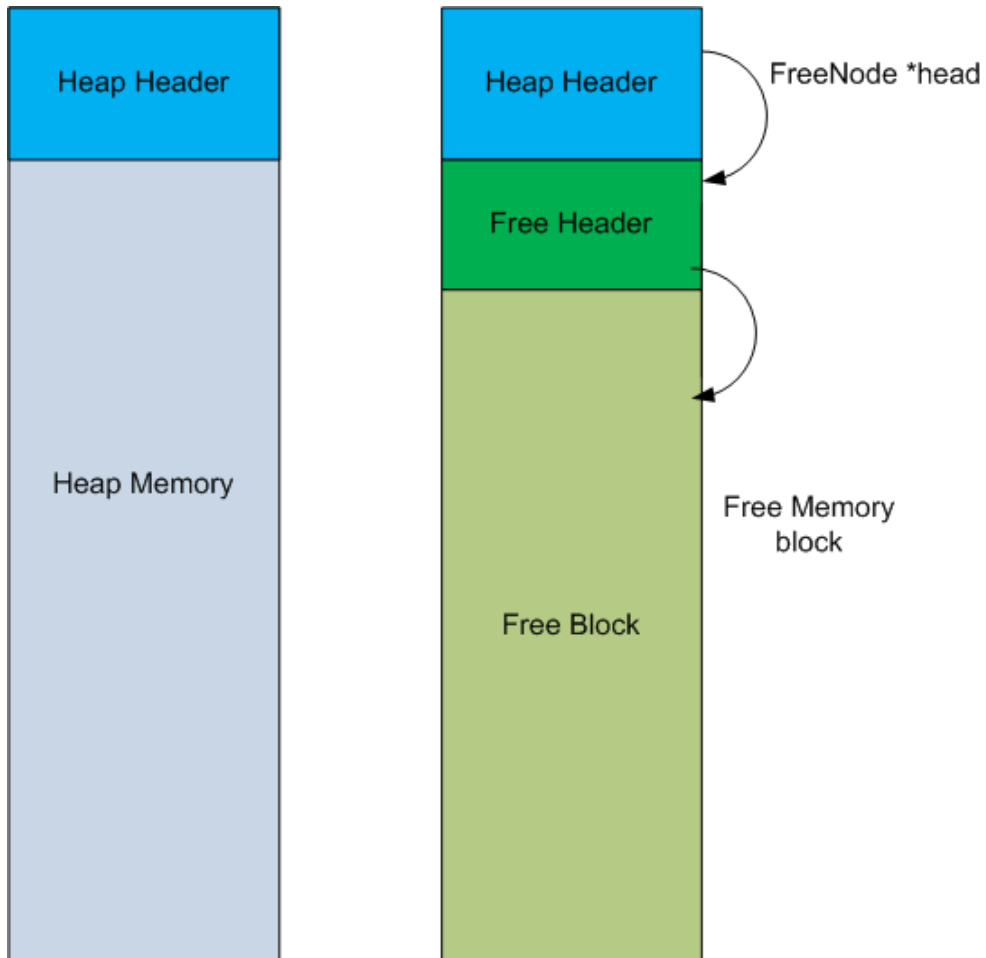 Heap Header
Heap Memory
Heap Header
FreeNode *head
Free Header
Free Memory
block
Free Block